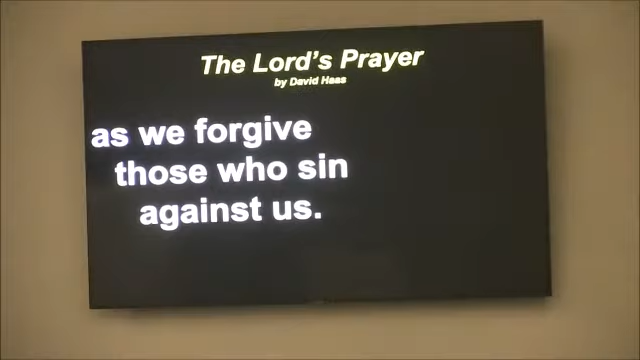 The Lord's Prayer
by David Haas
as we forgive
those who sin
against us.